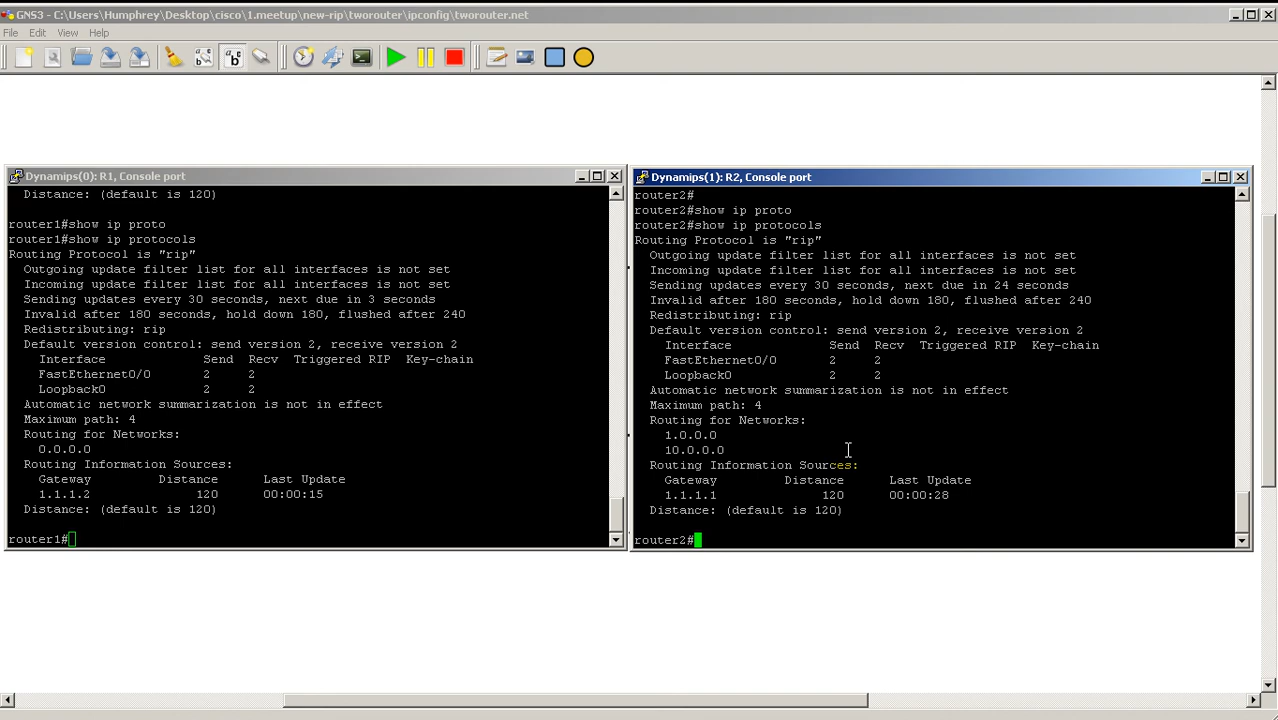 GNS3 - C:\Users\Humphrey\Desktop\cisco\1.meetup\new-rip\tworouter\ipconfig\tworouter.net
File Edit View Help
Dynamips(0): R1, Console port
Distance: (default is 120)
router1#show ip proto
router1#show ip protocols
Routing Protocol is "rip"
Outgoing update filter list for all interfaces is not set
Incoming update filter list for all interfaces is not set
Sending updates every 30 seconds, next due in 3 seconds
Invalid after 180 seconds, hold down 180, flushed after 240
Redistributing: rip
Default version control: send version 2, receive version 2
Interface Send Recv Triggered RIP Key-chain
FastEthernet0/0 2 2
Loopback0 2 2
Automatic network summarization is not in effect
Maximum path: 4
Routing for Networks:
0.0.0.0
Routing Information Sources:
Gateway Distance Last Update
1.1.1.2 120 00:00:15
Distance: (default is 120)
router1#
Dynamips(1): R2, Console port
router2#
router2#show ip proto
router2#show ip protocols
Routing Protocol is "rip"
Outgoing update filter list for all interfaces is not set
Incoming update filter list for all interfaces is not set
Sending updates every 30 seconds, next due in 24 seconds
Invalid after 180 seconds, hold down 180, flushed after 240
Redistributing: rip
Default version control: send version 2, receive version 2
Interface Send Recv Triggered RIP Key-chain
FastEthernet0/0 2 2
Loopback0 2 2
Automatic network summarization is not in effect
Maximum path: 4
Routing for Networks:
1.0.0.0
10.0.0.0
Routing Information Sources:
Gateway Distance Last Update
1.1.1.1 120 00:00:28
Distance: (default is 120)
router2#